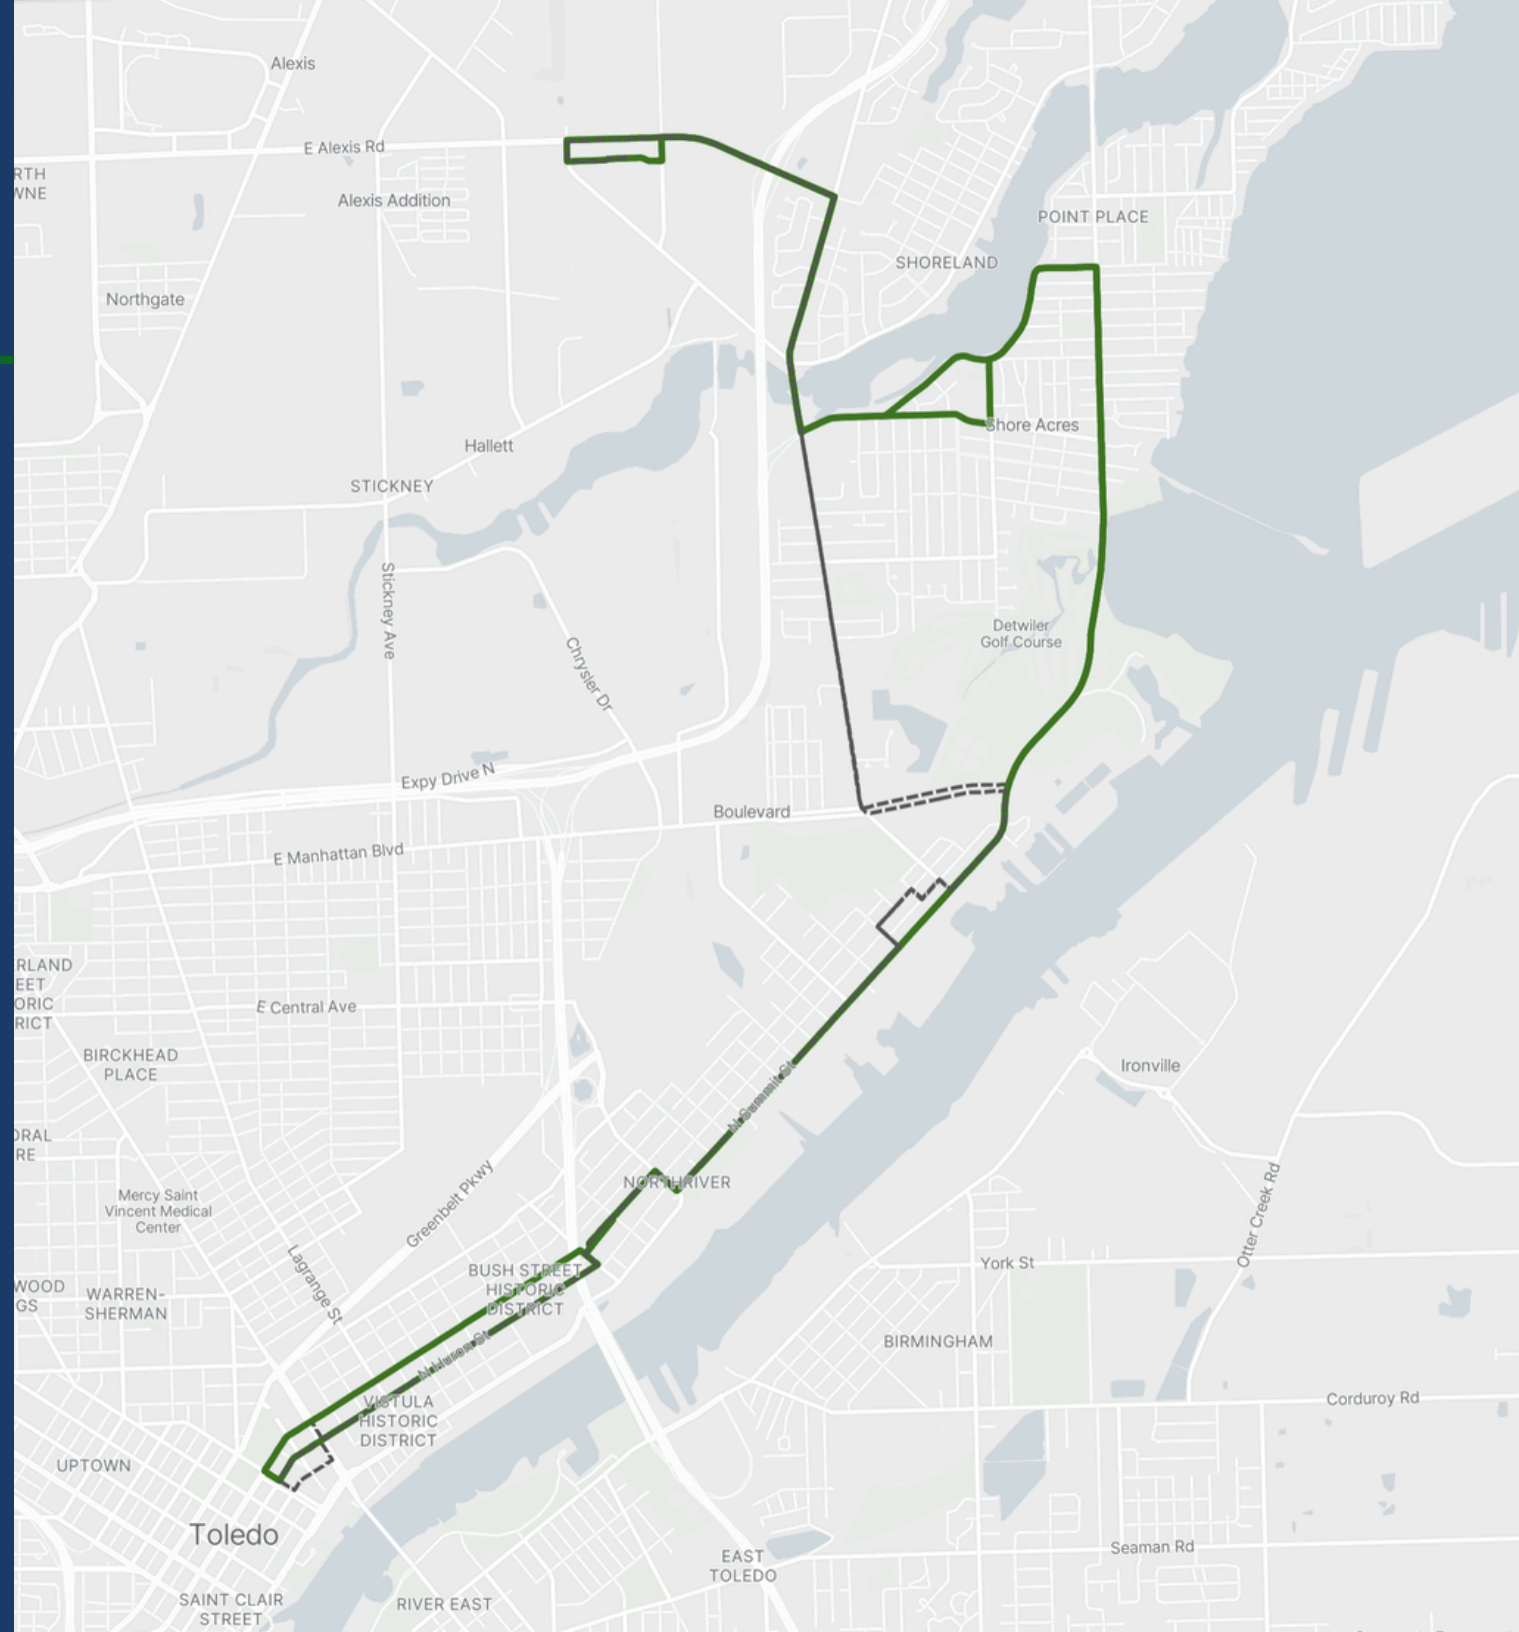 Alexis
E Alexis Rd
RTH
WNE
Alexis Addition
POINT PLACE
SHORELAND
Northgate
Shore Acres
Hallett
STICKNEY
Stickney Ave
Detwiler
Golf Course
Chrysler Dr
Expy Drive N
Boulevard
E Manhattan Blvd
RLAND
EET
ORIC
RICT
E Central Ave
BIRCKHEAD
PLACE
Ironville
N Summit St
ORAL
RE
NORTHRIVER
Mercy Saint
Vincent Medical
Center
Greenbelt Pkwy
Otter Creek Rd
Lagrange St
York St
BUSH STREET
HISTORIC
DISTRICT
WOOD
GS
WARREN-
SHERMAN
N Huron St
BIRMINGHAM
VISTULA
HISTORIC
DISTRICT
Corduroy Rd
UPTOWN
Toledo
Seaman Rd
EAST
TOLEDO
SAINT CLAIR
STREET
RIVER EAST